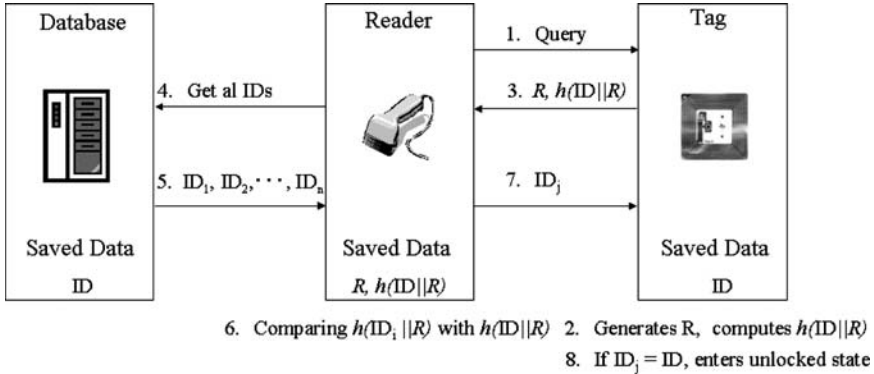 Database
Reader
Tag
1. Query
4. Get al IDs
3. R, h(ID||R)
5. ID₁, ID₂,···, IDₙ
7. IDⱼ
Saved Data
ID
Saved Data
R, h(ID||R)
Saved Data
ID
6. Comparing h(IDᵢ ||R) with h(ID||R)
2. Generates R, computes h(ID||R)
8. If IDⱼ = ID, enters unlocked state